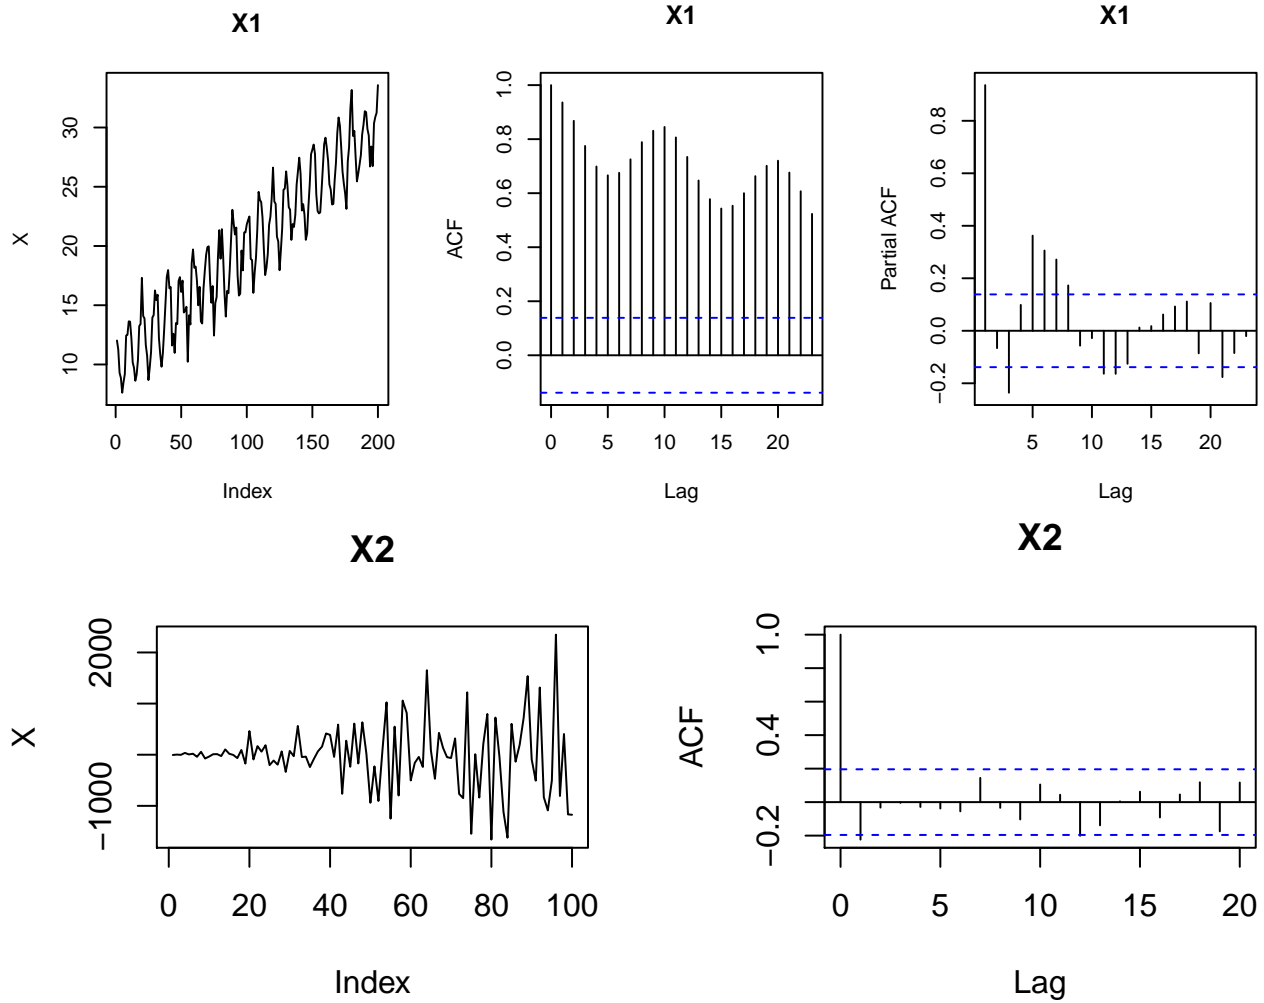 X1
X1
X1
X
10 15 20 25 30
0 50 100 150 200
Index
ACF
0.0 0.2 0.4 0.6 0.8 1.0
0 5 10 15 20
Lag
Partial ACF
−0.2 0.0 0.2 0.4 0.6 0.8
5 10 15 20
Lag
X2
X2
X
−1000 2000
0 20 40 60 80 100
Index
ACF
−0.2 0.4 1.0
0 5 10 15 20
Lag